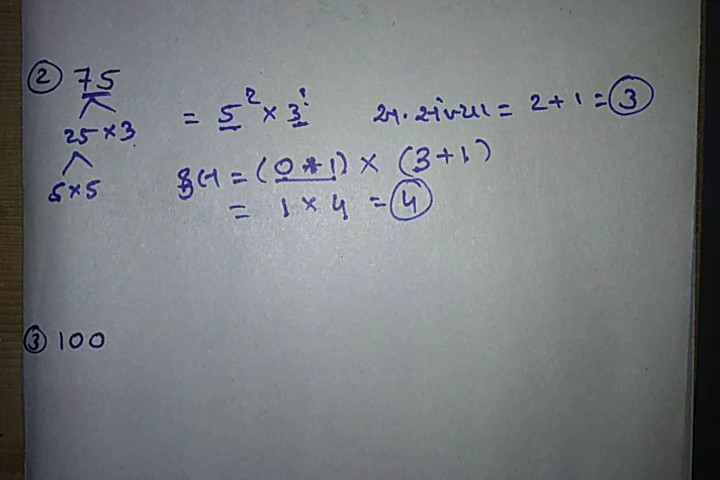 ② 75
25 × 3 = 5² × 3¹ અ. સંખ્યા = 2 + 1 = ③
5 × 5 કુલ = (0 + 1) × (3 + 1)
= 1 × 4 = ④
③ 100